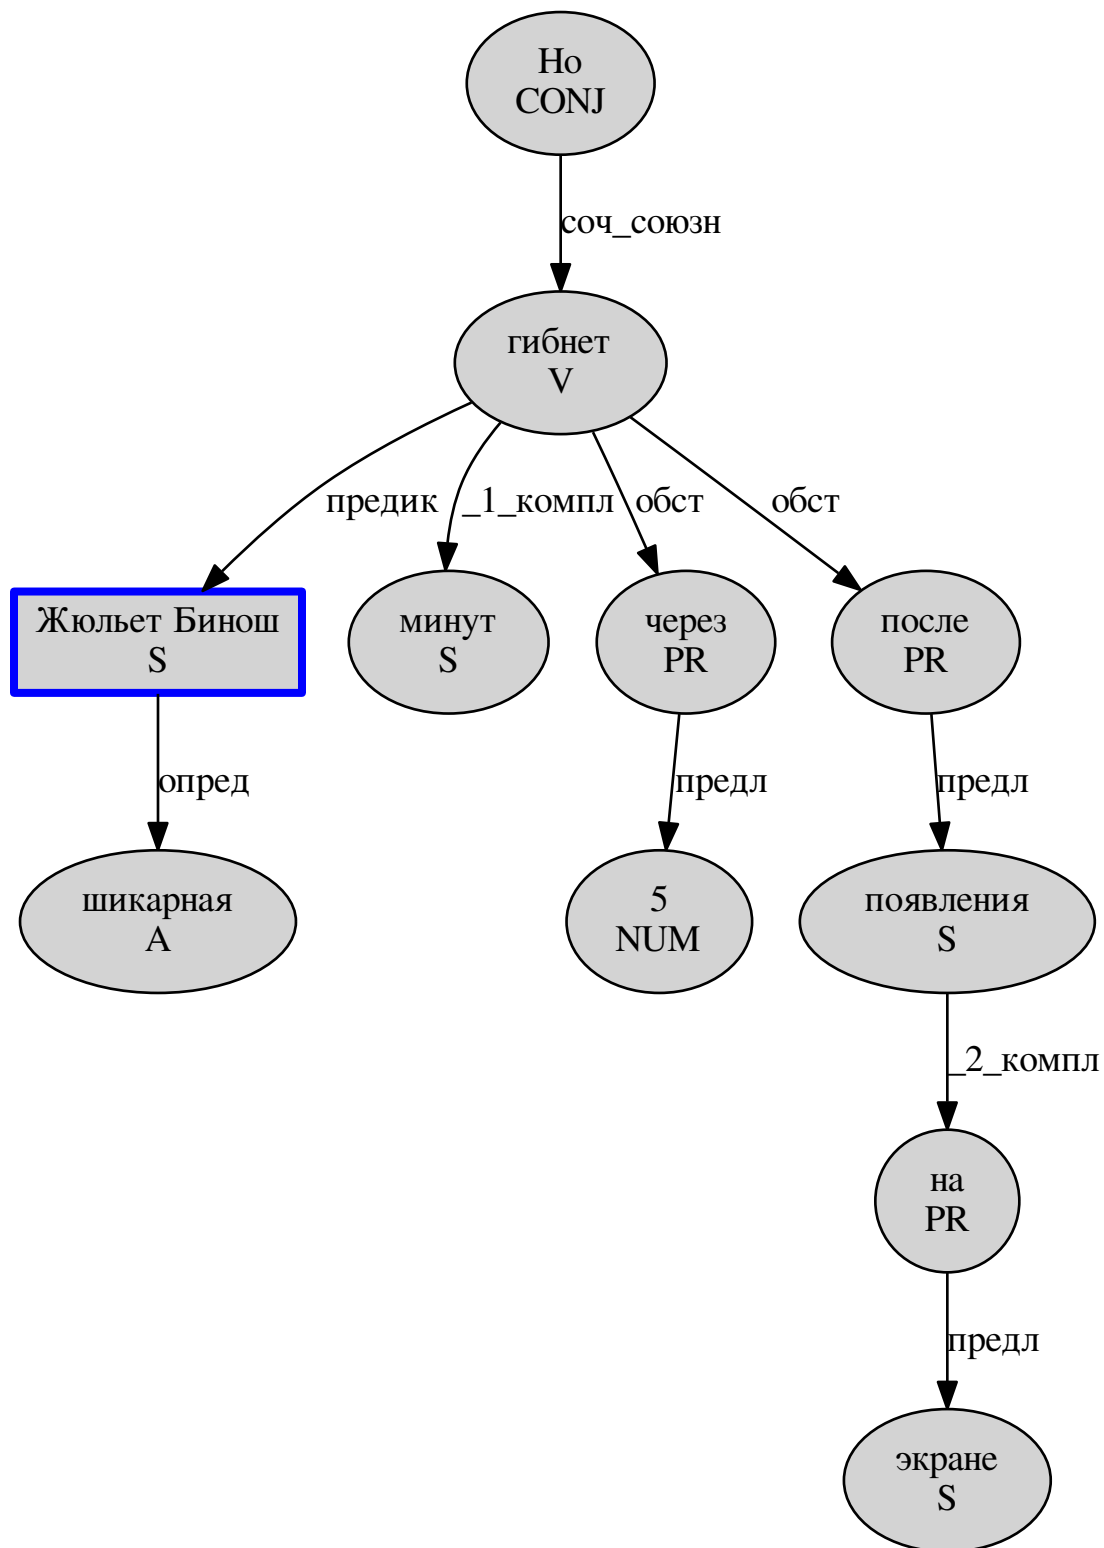 Но
CONJ
соч_союзн
гибнет
V
предик
_1_компл
обст
обст
Жюльет Бинош
S
минут
S
через
PR
после
PR
опред
предл
предл
шикарная
A
5
NUM
появления
S
_2_компл
на
PR
предл
экране
S